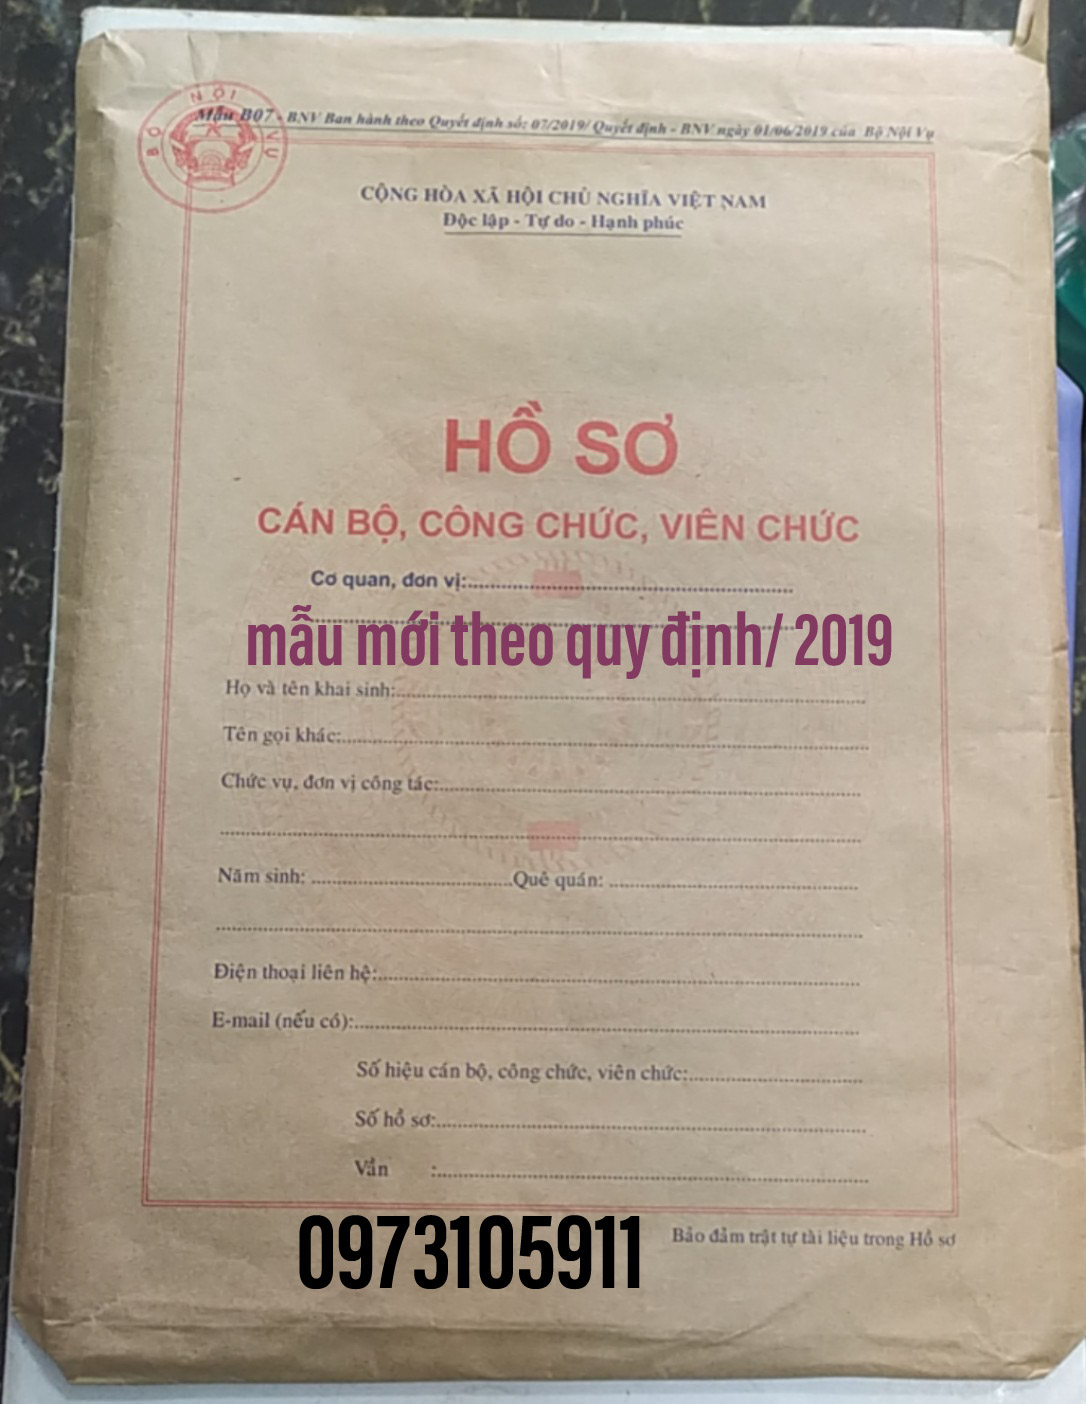 BỘ NỘI VỤ
Mẫu B07 - BNV Ban hành theo Quyết định số: 07/2019/ Quyết định - BNV ngày 01/06/2019 của Bộ Nội Vụ
CỘNG HÒA XÃ HỘI CHỦ NGHĨA VIỆT NAM
Độc lập - Tự do - Hạnh phúc
HỒ SƠ
CÁN BỘ, CÔNG CHỨC, VIÊN CHỨC
Cơ quan, đơn vị:
mẫu mới theo quy định/ 2019
Họ và tên khai sinh:
Tên gọi khác:
Chức vụ, đơn vị công tác:
Năm sinh: Quê quán:
Điện thoại liên hệ:
E-mail (nếu có):
Số hiệu cán bộ, công chức, viên chức:
Số hồ sơ:
Vần :
0973105911
Bảo đảm trật tự tài liệu trong Hồ sơ